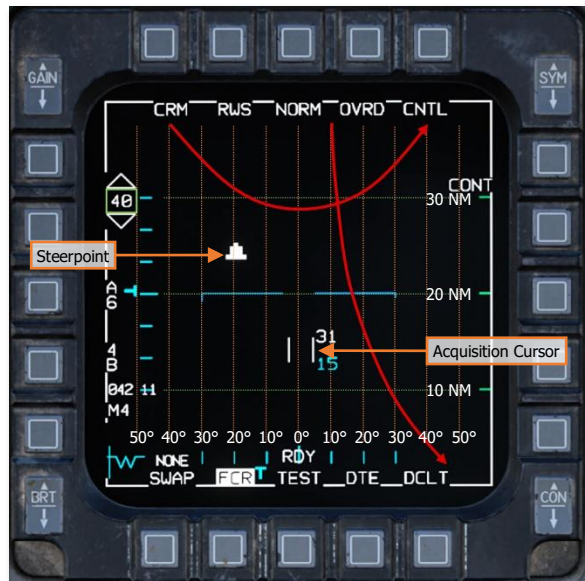 CRM RWS NORM OVRD CNTL
GAIN
SYM
CONT
40
30 NM
Steerpoint
A
6
20 NM
31
15
Acquisition Cursor
4
B
042 11
10 NM
M4
50° 40° 30° 20° 10° 0° 10° 20° 30° 40° 50°
NONE
RDY
SWAP FCR TEST DTE DCLT
BRT
CON